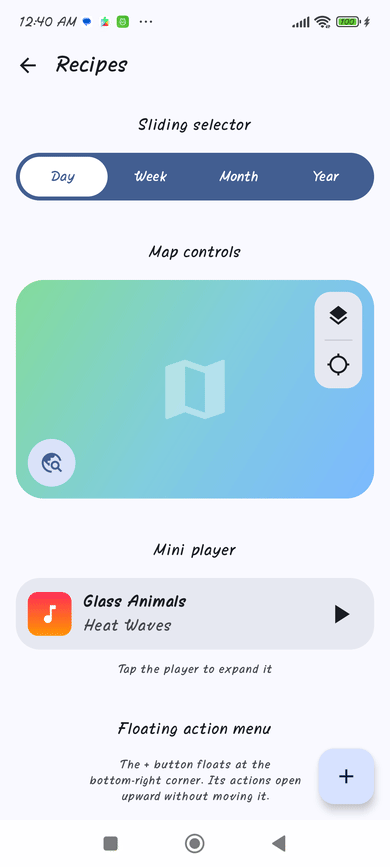 12:40 AM
100
Recipes
Sliding selector
Day Week Month Year
Map controls
Mini player
Glass Animals
Heat Waves
Tap the player to expand it
Floating action menu
The + button floats at the
bottom-right corner. Its actions open
upward without moving it.